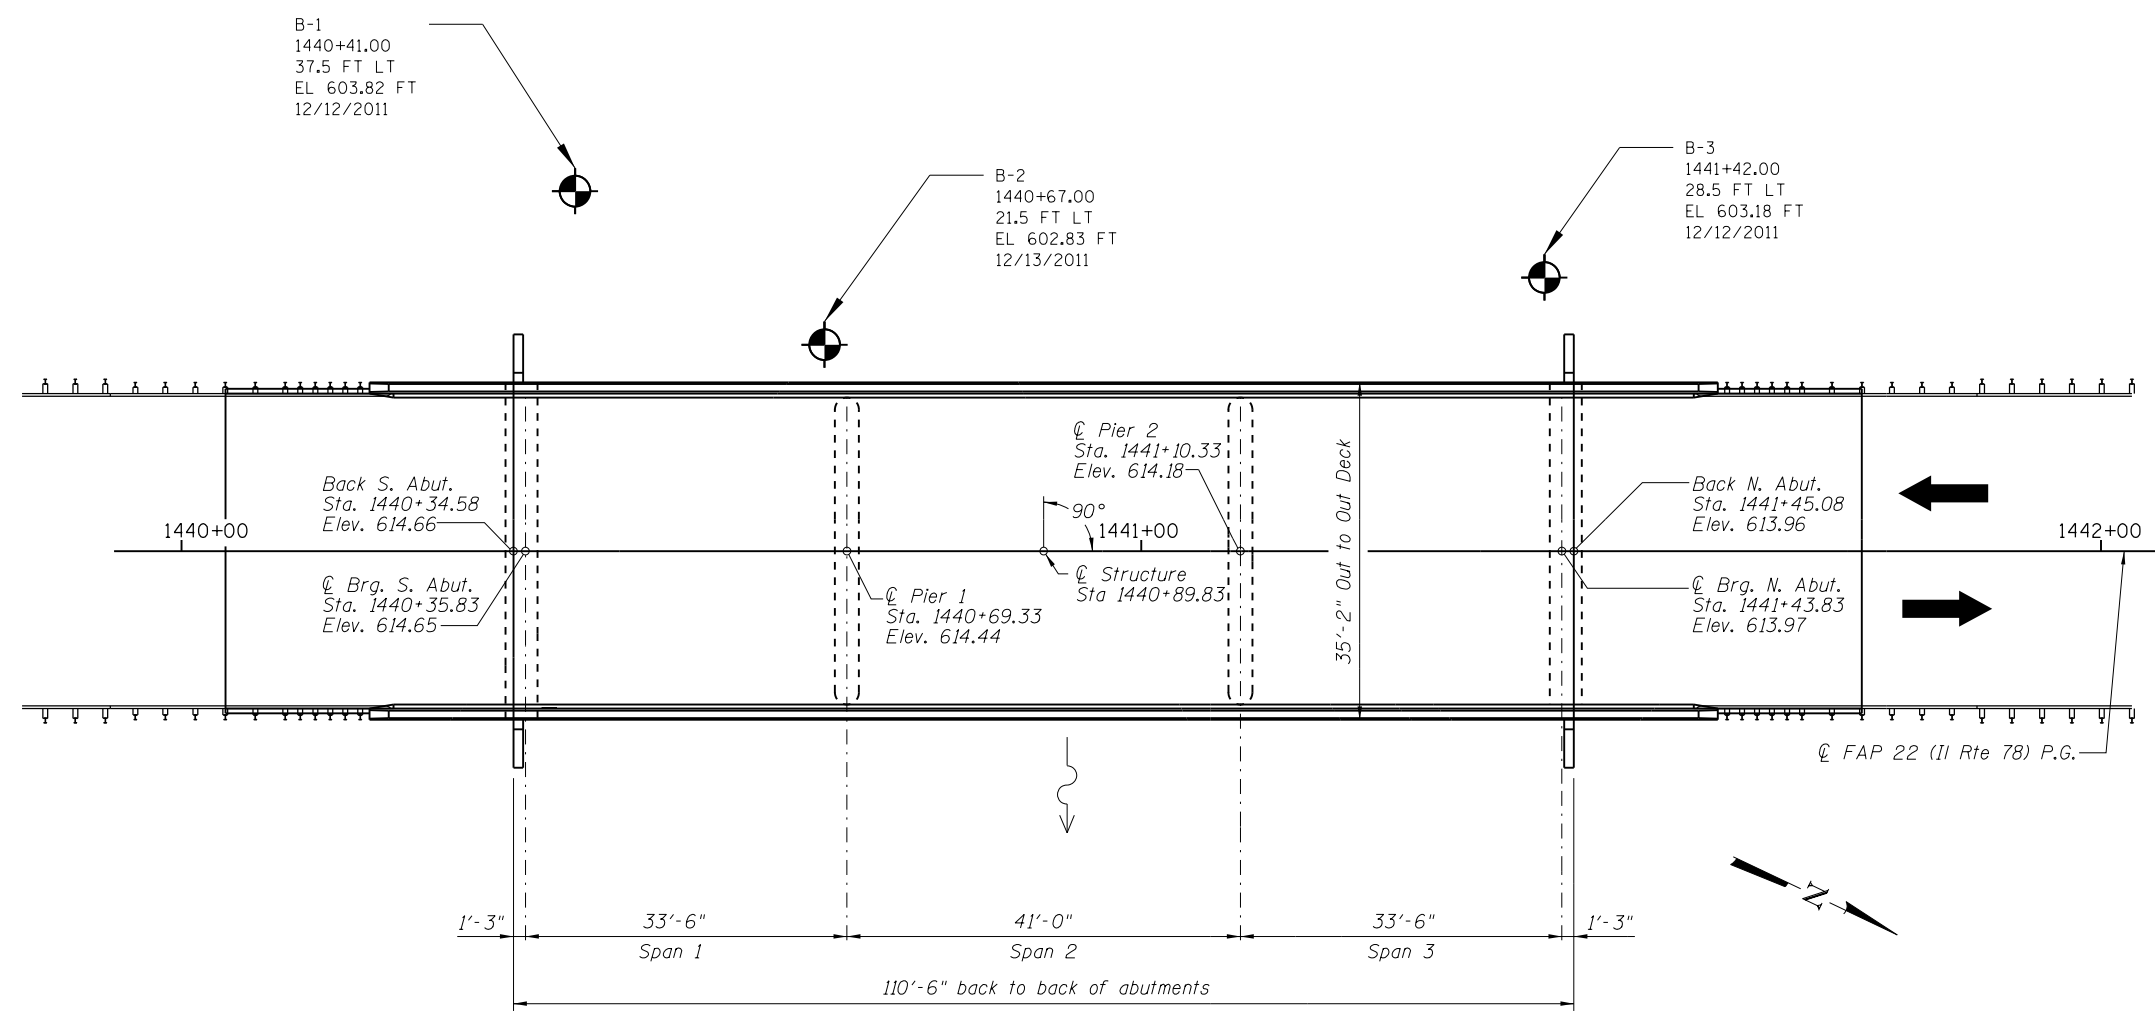 B-1
1440+41.00
37.5 FT LT
EL 603.82 FT
12/12/2011
B-2
1440+67.00
21.5 FT LT
EL 602.83 FT
12/13/2011
B-3
1441+42.00
28.5 FT LT
EL 603.18 FT
12/12/2011
℄ Pier 2
Sta. 1441+10.33
Elev. 614.18
35'-2" Out to Out Deck
Back S. Abut.
Sta. 1440+34.58
Elev. 614.66
Back N. Abut.
Sta. 1441+45.08
Elev. 613.96
1440+00
90°
1441+00
1442+00
℄ Brg. S. Abut.
Sta. 1440+35.83
Elev. 614.65
℄ Pier 1
Sta. 1440+69.33
Elev. 614.44
℄ Structure
Sta 1440+89.83
℄ Brg. N. Abut.
Sta. 1441+43.83
Elev. 613.97
℄ FAP 22 (Il Rte 78) P.G.
N
1'-3"
33'-6"
41'-0"
33'-6"
1'-3"
Span 1
Span 2
Span 3
110'-6" back to back of abutments